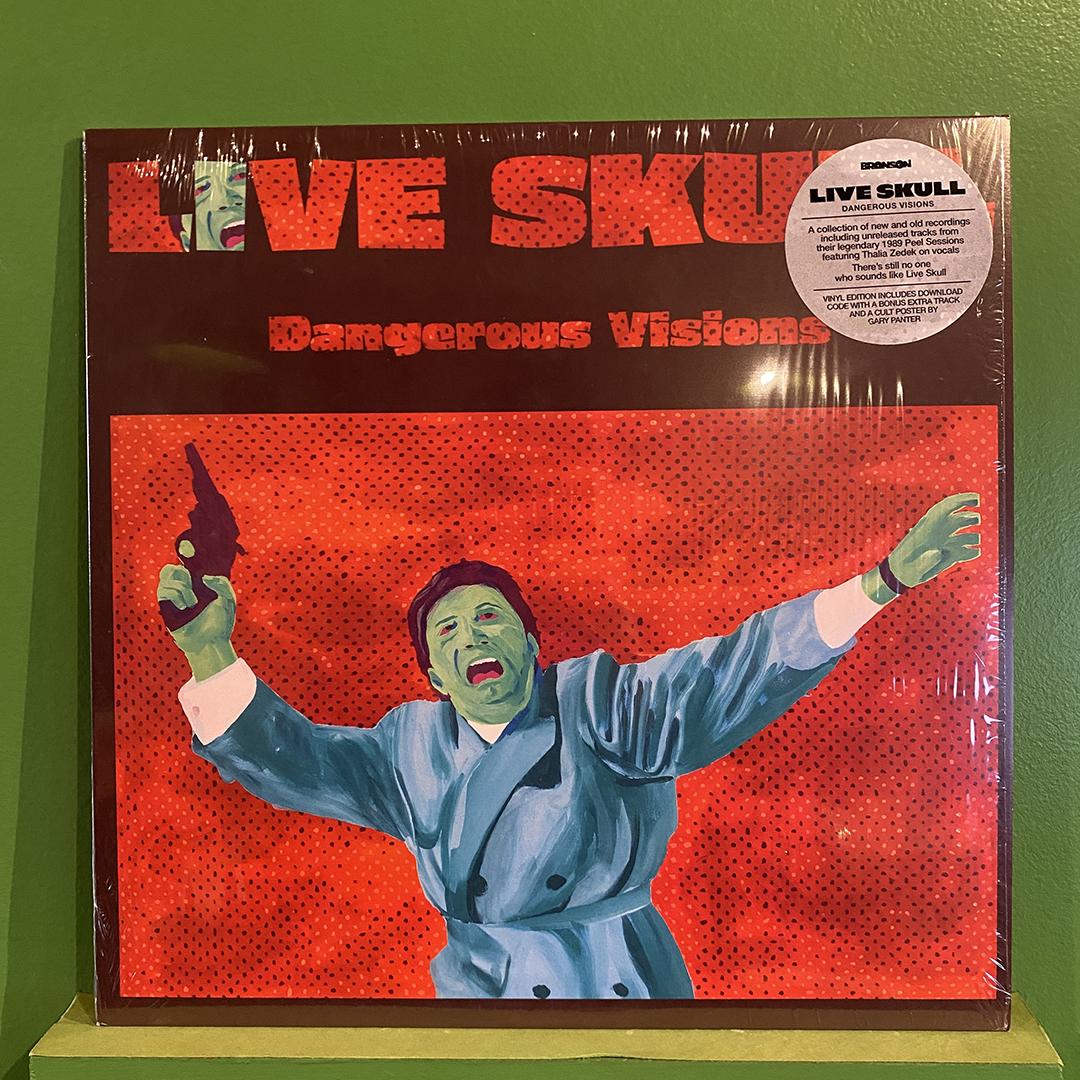 LIVE SKU
Dangerous Visions
BRONSON
LIVE SKULL
DANGEROUS VISIONS
A collection of new and old recordings
including unreleased tracks from
their legendary 1989 Peel Sessions
featuring Thalia Zedek on vocals
There's still no one
who sounds like Live Skull
VINYL EDITION INCLUDES DOWNLOAD
CODE WITH A BONUS EXTRA TRACK
AND A CULT POSTER BY
GARY PANTER